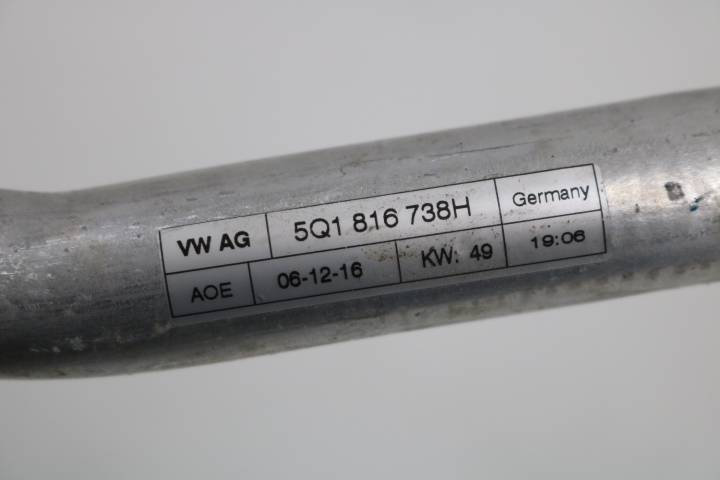 VW AG 5Q1 816 738H Germany
AOE 06-12-16 KW: 49 19:06